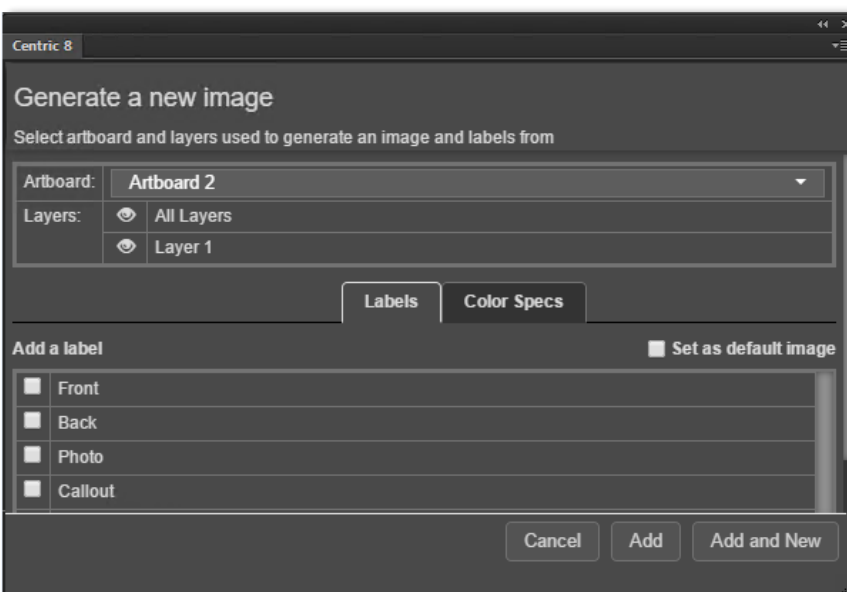 Centric 8
Generate a new image
Select artboard and layers used to generate an image and labels from
Artboard: Artboard 2
Layers: All Layers
Layer 1
Labels Color Specs
Add a label Set as default image
Front
Back
Photo
Callout
Cancel Add Add and New